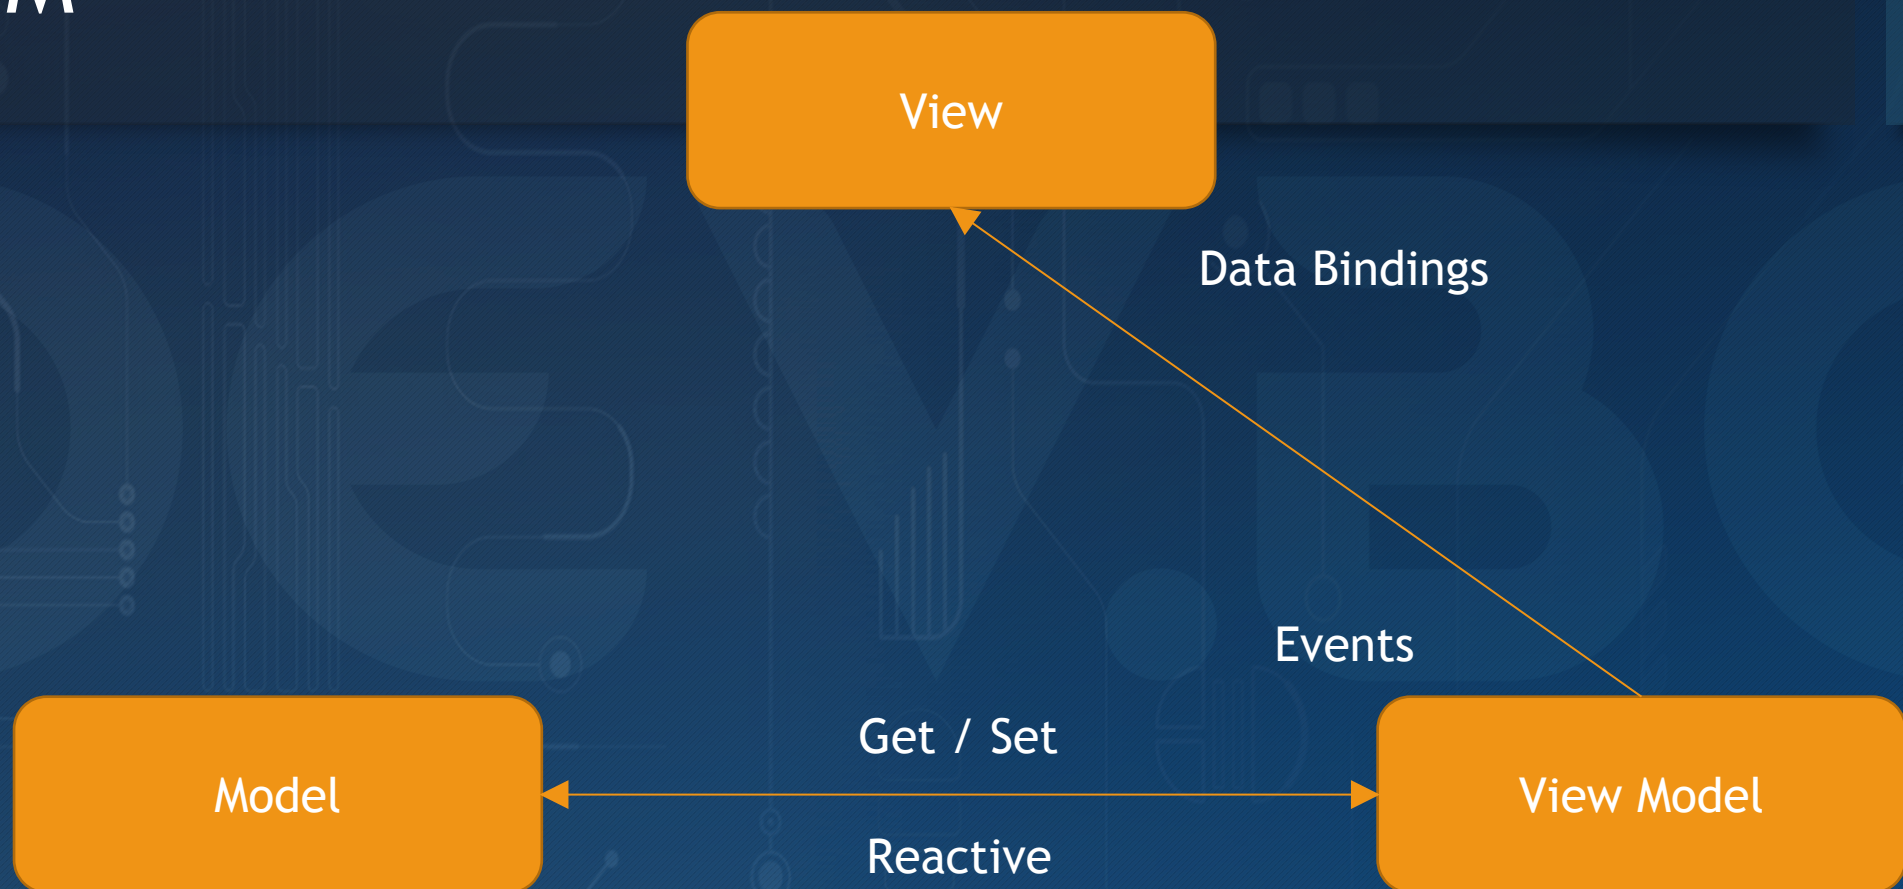 View
Data Bindings
Events
Get / Set
Model
View Model
Reactive